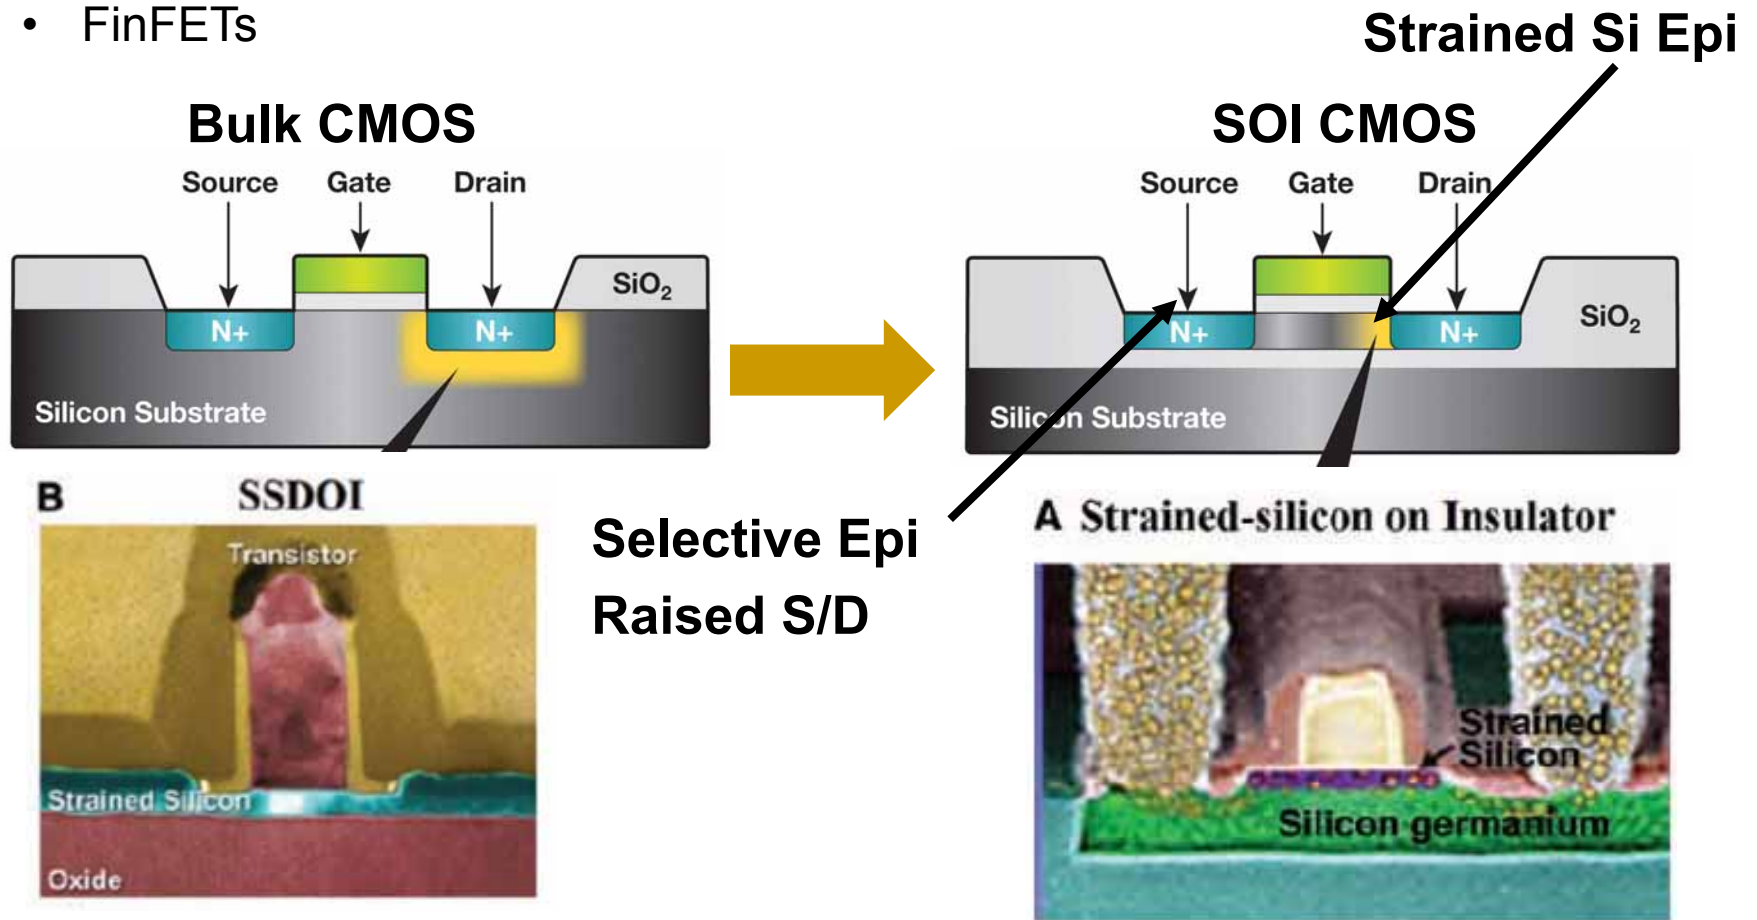 • FinFETs
Strained Si Epi
Bulk CMOS
Source Gate Drain
SiO₂
N+ N+
Silicon Substrate
SOI CMOS
Source Gate Drain
SiO₂
N+ N+
Silicon Substrate
B SSDOI
Transistor
Strained Silicon
Oxide
Selective Epi
Raised S/D
A Strained-silicon on Insulator
Strained
Silicon
Silicon germanium